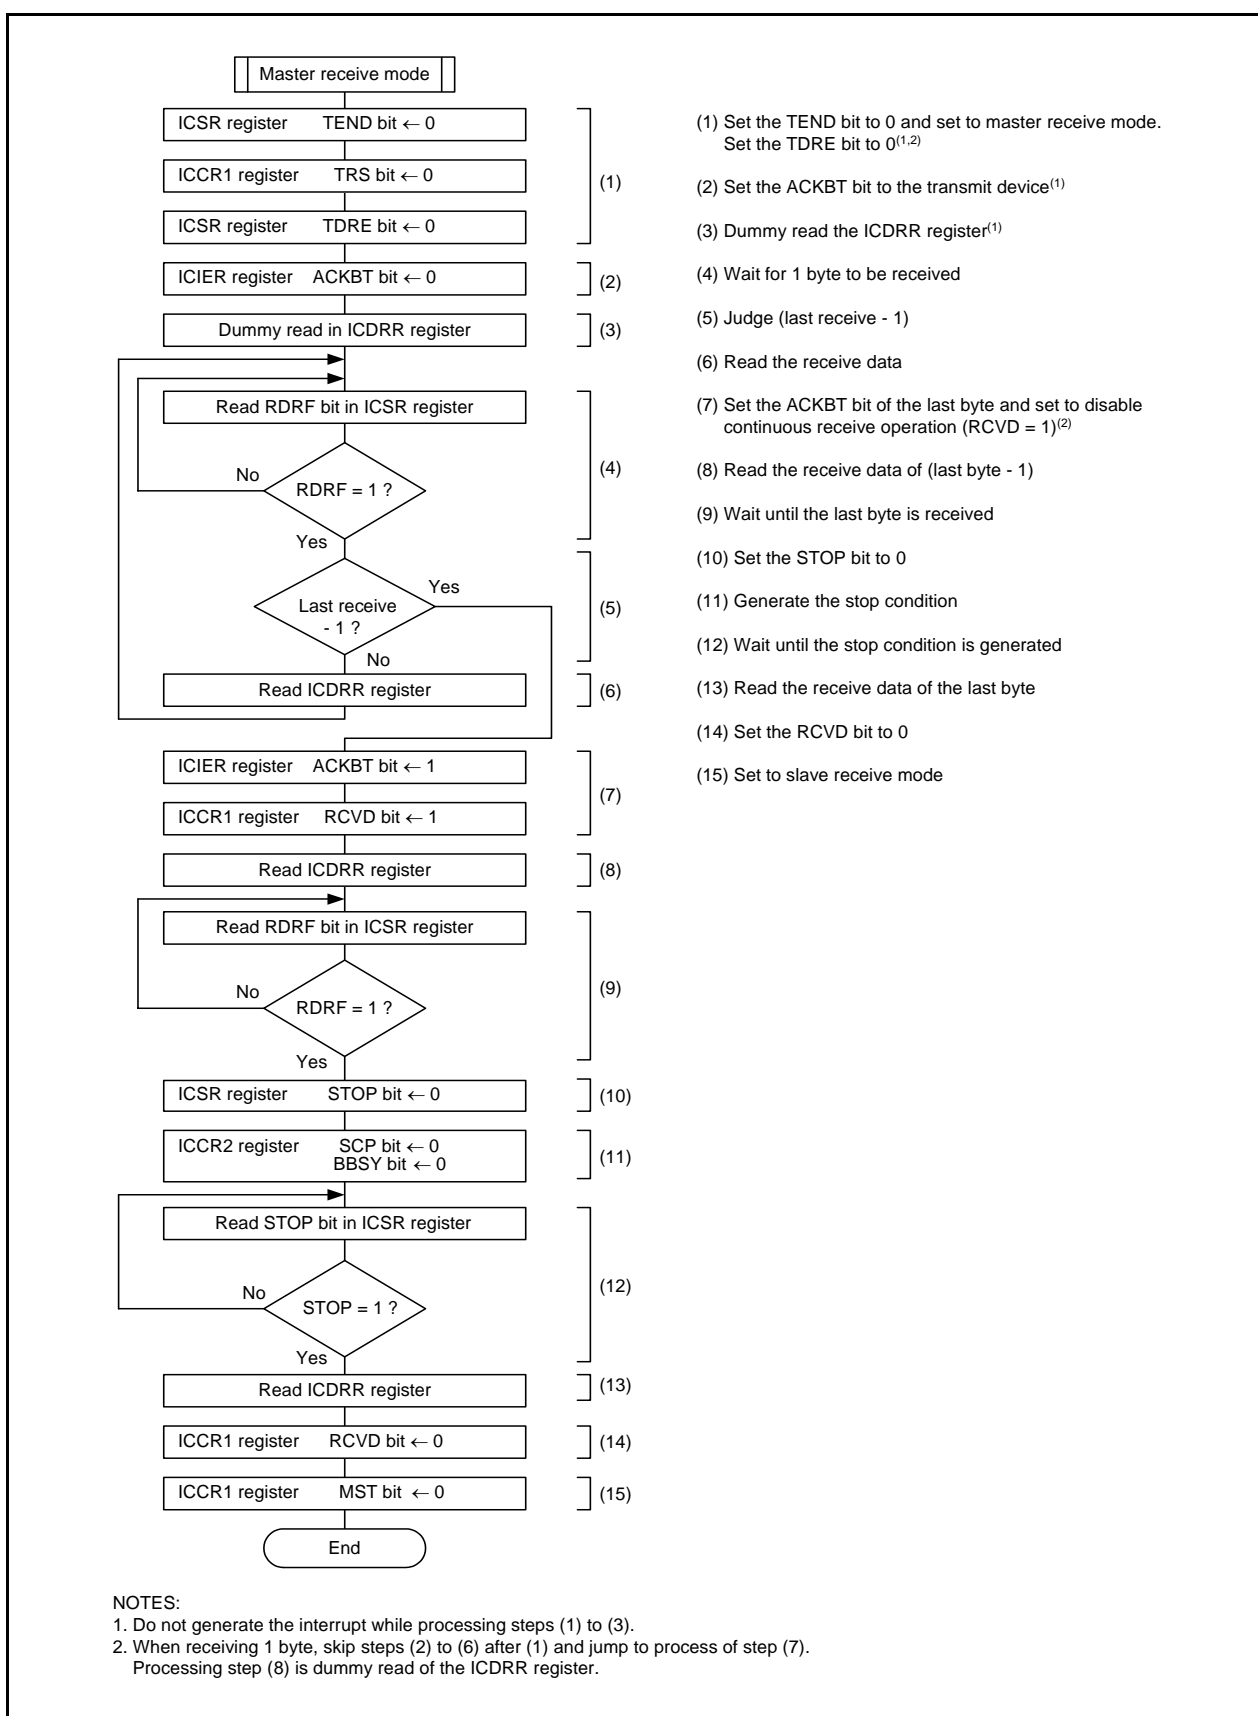 Master receive mode
ICSR register TEND bit ← 0
ICCR1 register TRS bit ← 0
ICSR register TDRE bit ← 0
(1)
ICIER register ACKBT bit ← 0
(2)
Dummy read in ICDRR register
(3)
Read RDRF bit in ICSR register
No
RDRF = 1 ?
(4)
Yes
Yes
Last receive
- 1 ?
(5)
No
Read ICDRR register
(6)
ICIER register ACKBT bit ← 1
(7)
ICCR1 register RCVD bit ← 1
Read ICDRR register
(8)
Read RDRF bit in ICSR register
No
RDRF = 1 ?
(9)
Yes
ICSR register STOP bit ← 0
(10)
ICCR2 register SCP bit ← 0
BBSY bit ← 0
(11)
Read STOP bit in ICSR register
No
STOP = 1 ?
(12)
Yes
Read ICDRR register
(13)
ICCR1 register RCVD bit ← 0
(14)
ICCR1 register MST bit ← 0
(15)
End
(1) Set the TEND bit to 0 and set to master receive mode.
Set the TDRE bit to 0(1,2)
(2) Set the ACKBT bit to the transmit device(1)
(3) Dummy read the ICDRR register(1)
(4) Wait for 1 byte to be received
(5) Judge (last receive - 1)
(6) Read the receive data
(7) Set the ACKBT bit of the last byte and set to disable
continuous receive operation (RCVD = 1)(2)
(8) Read the receive data of (last byte - 1)
(9) Wait until the last byte is received
(10) Set the STOP bit to 0
(11) Generate the stop condition
(12) Wait until the stop condition is generated
(13) Read the receive data of the last byte
(14) Set the RCVD bit to 0
(15) Set to slave receive mode
NOTES:
1. Do not generate the interrupt while processing steps (1) to (3).
2. When receiving 1 byte, skip steps (2) to (6) after (1) and jump to process of step (7).
Processing step (8) is dummy read of the ICDRR register.